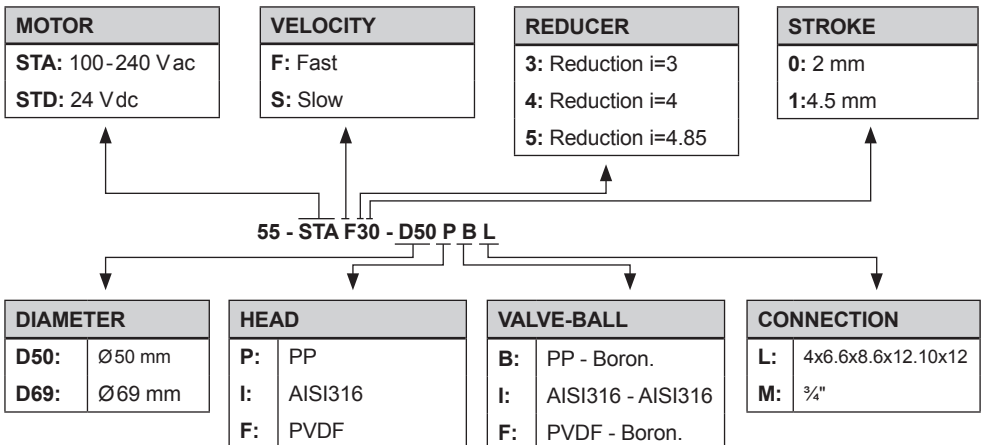 MOTOR
STA: 100-240 Vac
STD: 24 Vdc
VELOCITY
F: Fast
S: Slow
REDUCER
3: Reduction i=3
4: Reduction i=4
5: Reduction i=4.85
STROKE
0: 2 mm
1:4.5 mm
55 - STA F30 - D50 P B L
DIAMETER
D50: Ø50 mm
D69: Ø69 mm
HEAD
P: PP
I: AISI316
F: PVDF
VALVE-BALL
B: PP - Boron.
I: AISI316 - AISI316
F: PVDF - Boron.
CONNECTION
L: 4x6.6x8.6x12.10x12
M: ¾"